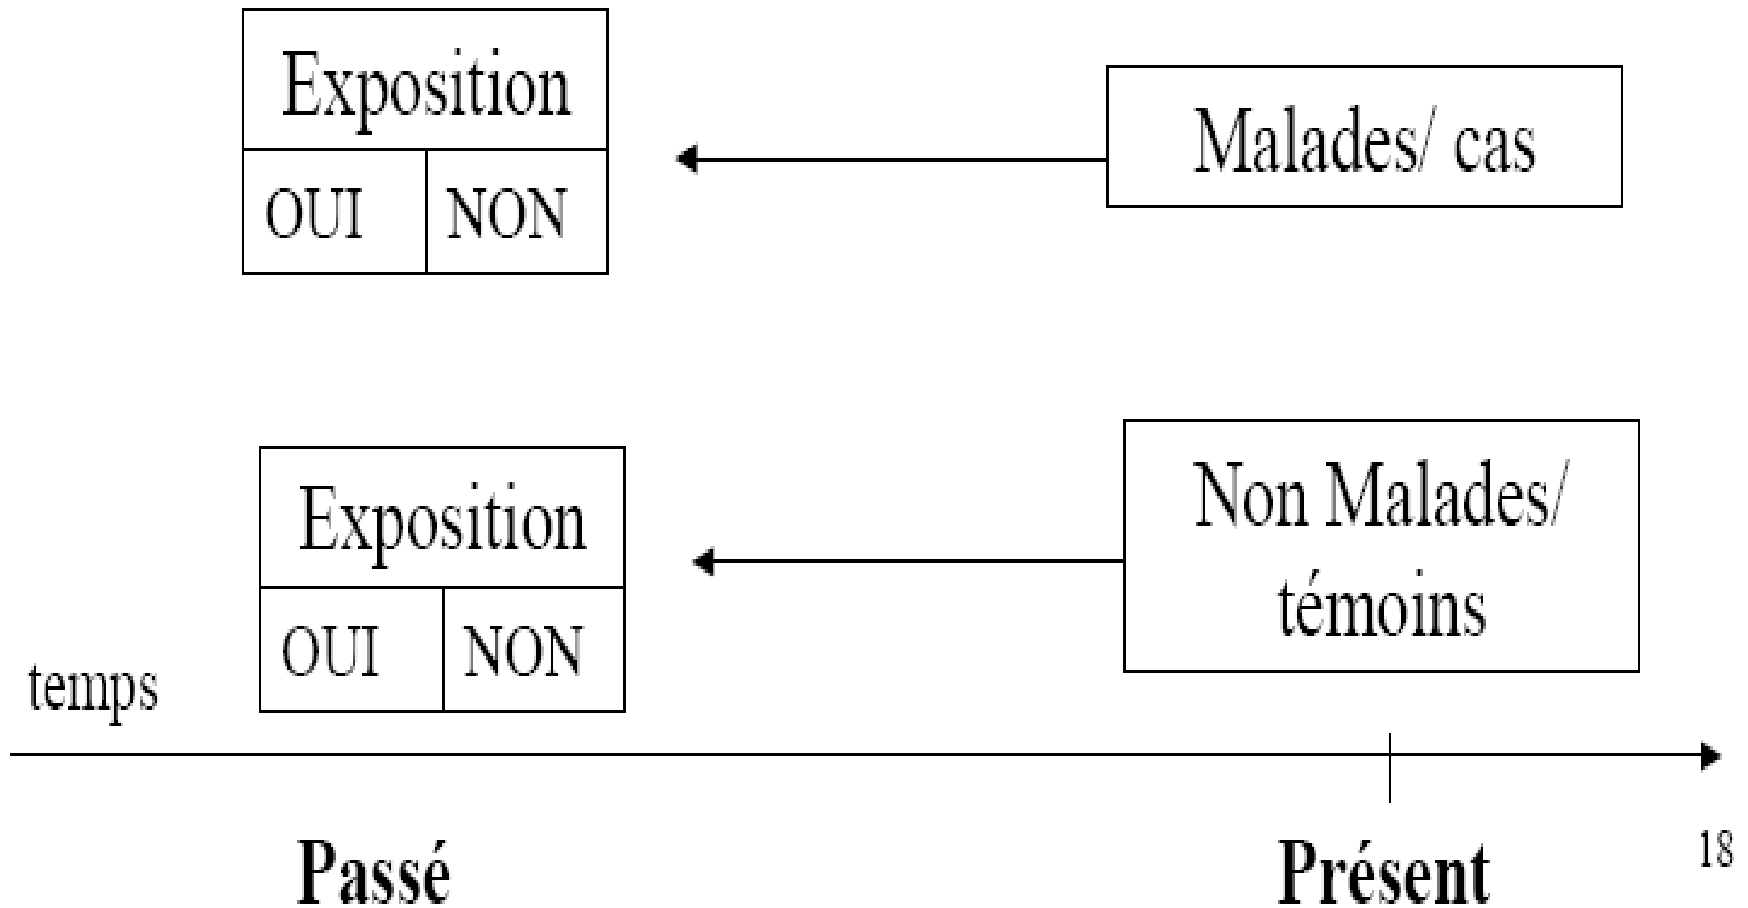 Exposition
OUI NON
Malades/ cas
Exposition
OUI NON
Non Malades/
témoins
temps
Passé
Présent
18